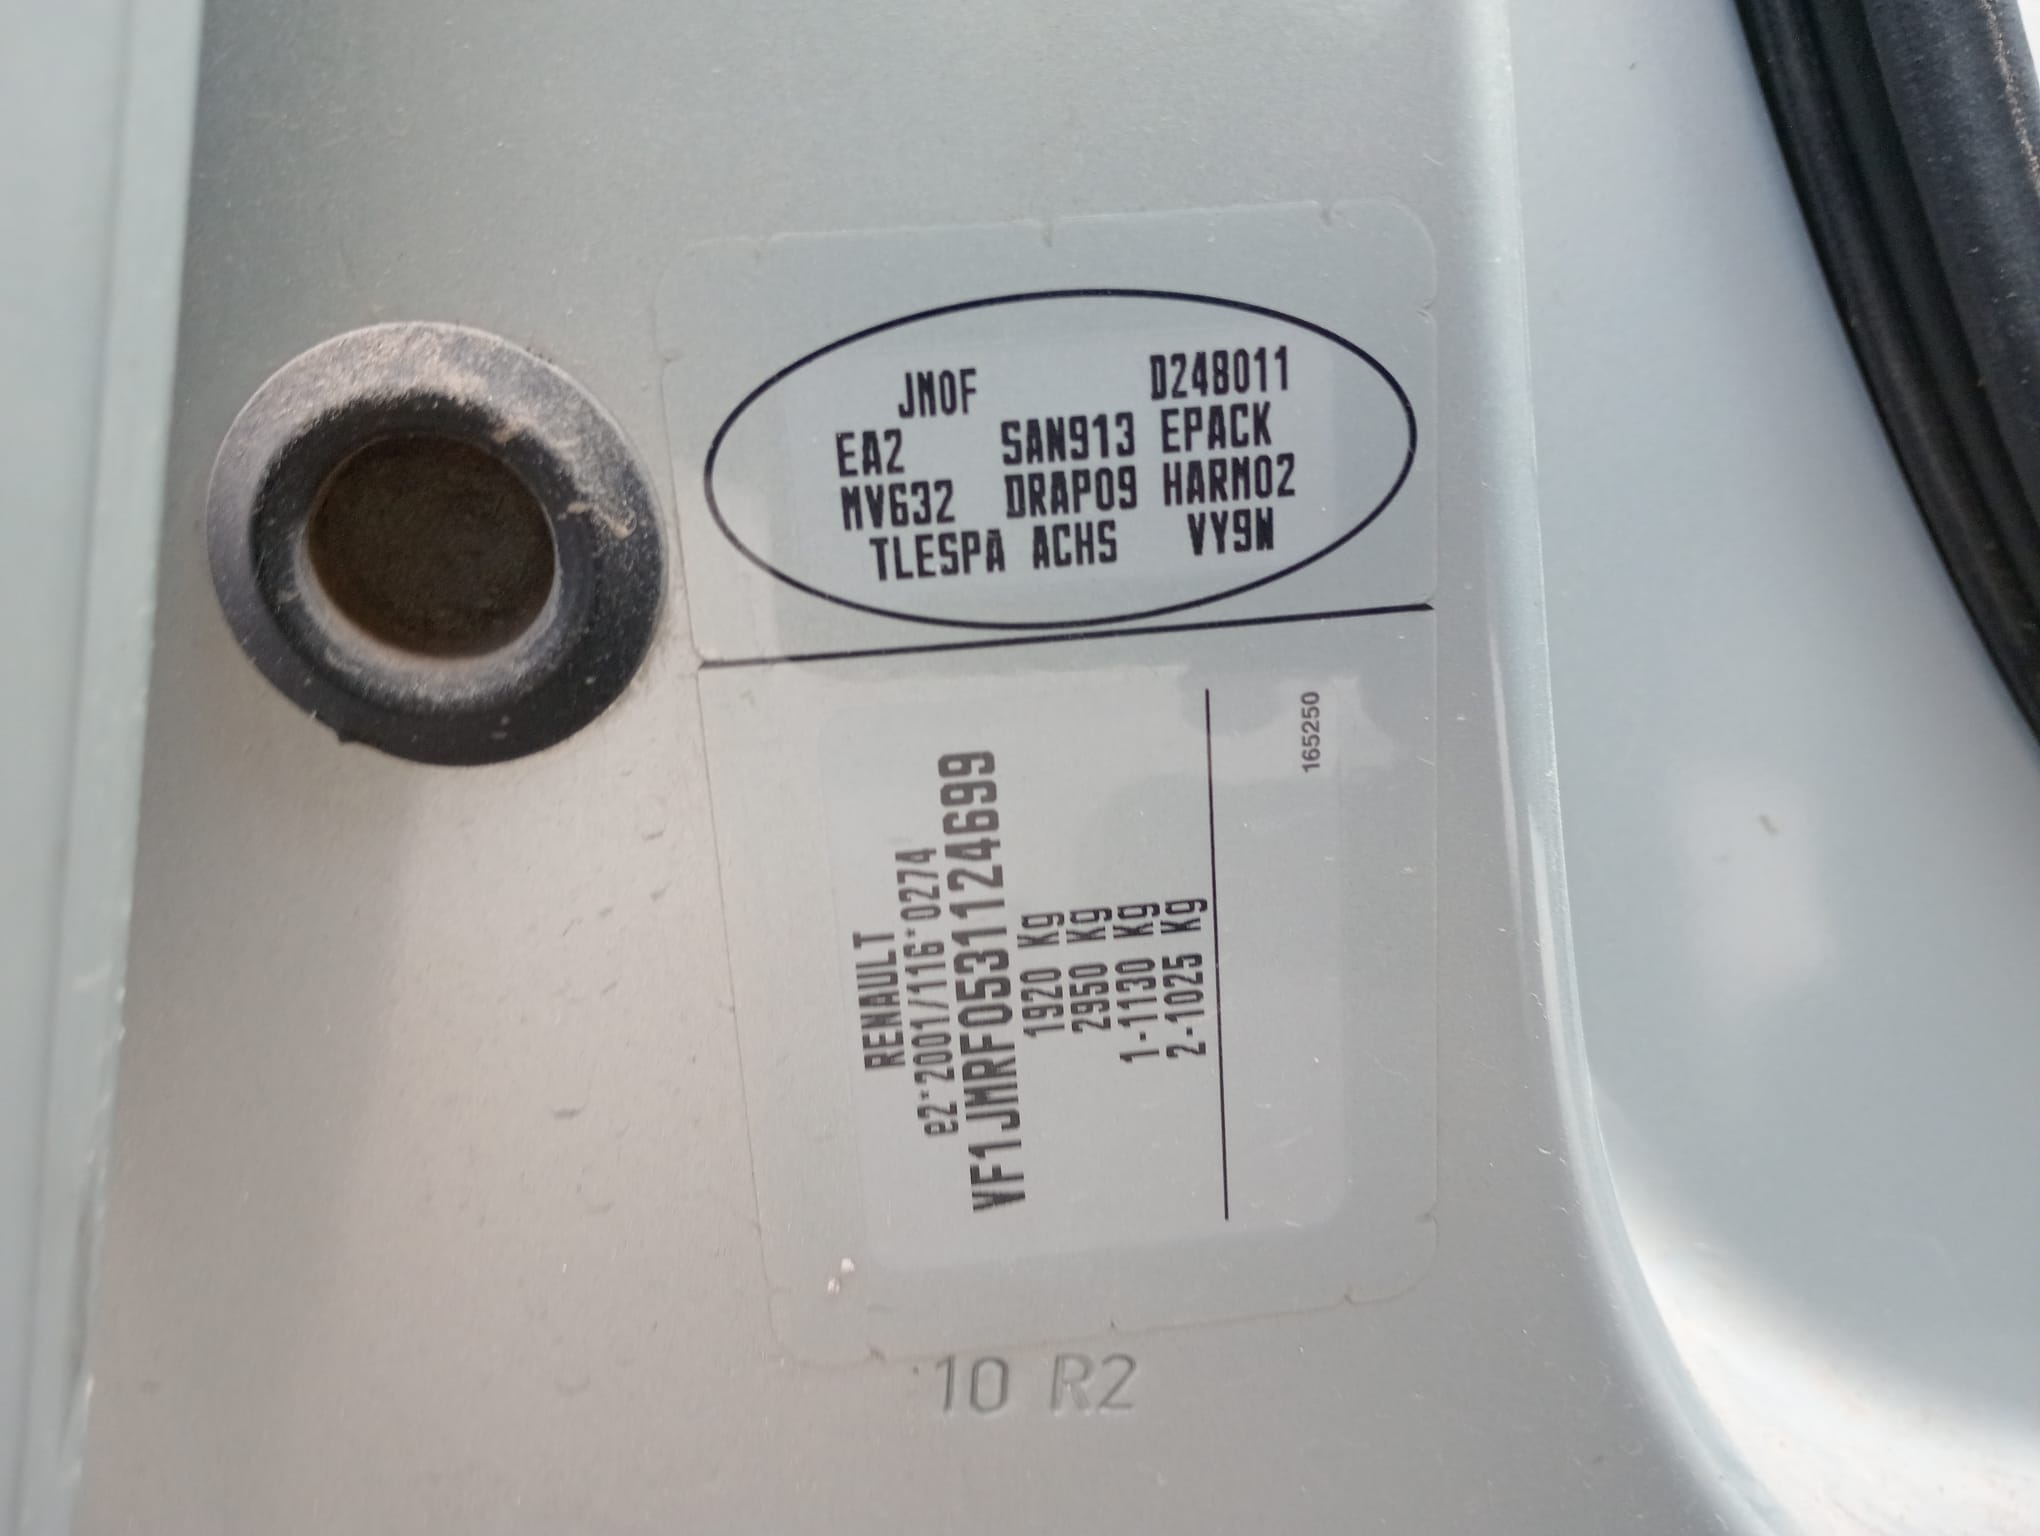 JN0F D248011
EA2 SAN913 EPACK
MV632 DRAP09 HARM02
TLESPA ACHS VY9N
RENAULT
e2*2001/116*0274
VF1JMRF0531124699
1920 Kg
2950 Kg
1-1130 Kg
2-1025 Kg
165250
10 R2